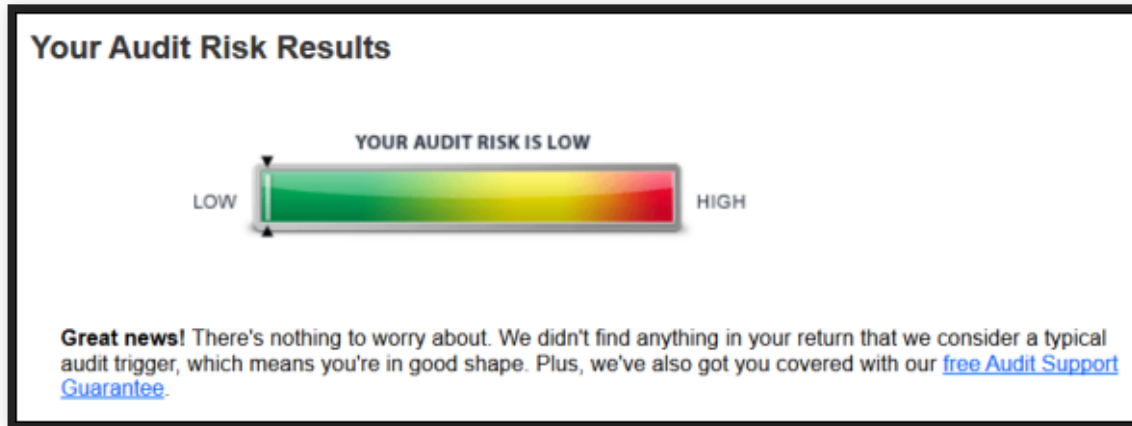 Your Audit Risk Results
YOUR AUDIT RISK IS LOW
LOW
HIGH
Great news! There's nothing to worry about. We didn't find anything in your return that we consider a typical
audit trigger, which means you're in good shape. Plus, we've also got you covered with our free Audit Support
Guarantee.